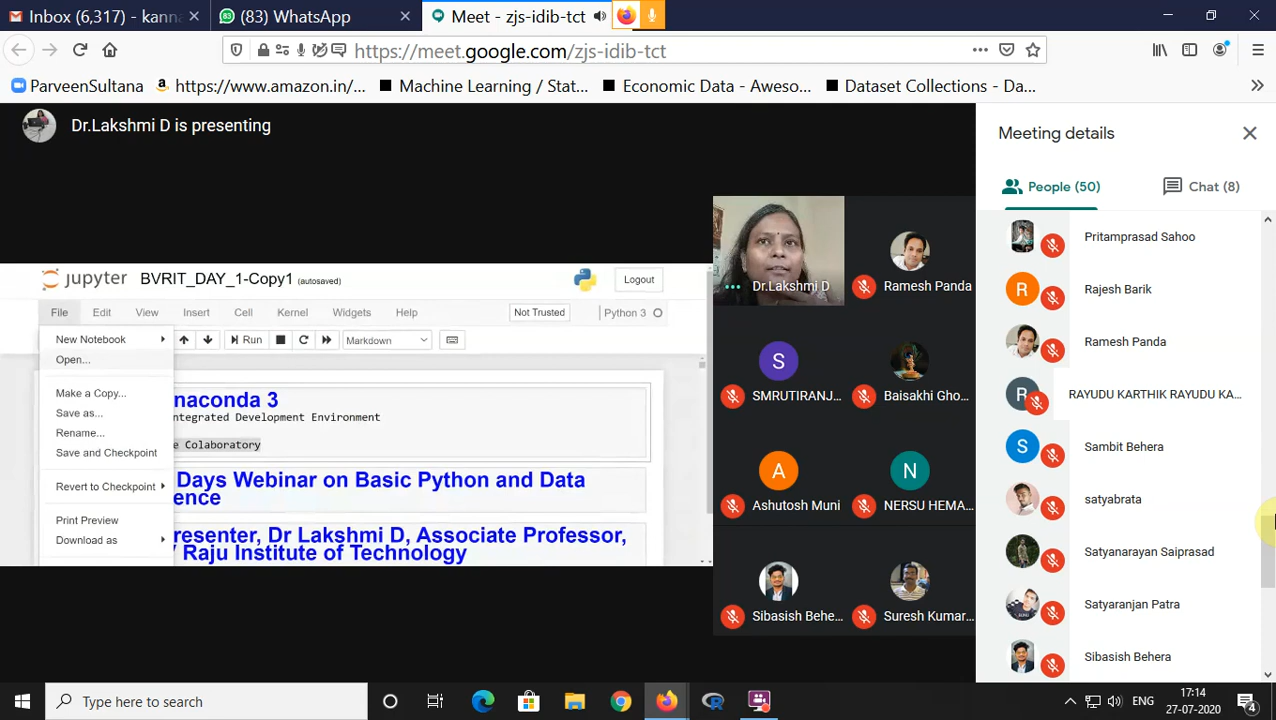 Inbox (6,317) - kanna
(83) WhatsApp
Meet - zjs-idib-tct
https://meet.google.com/zjs-idib-tct
ParveenSultana
https://www.amazon.in/...
Machine Learning / Stat...
Economic Data - Aweso...
Dataset Collections - Da...
Dr.Lakshmi D is presenting
jupyter BVRIT_DAY_1-Copy1 (autosaved)
Logout
File Edit View Insert Cell Kernel Widgets Help
Not Trusted
Python 3
Run
Markdown
New Notebook
Open...
Make a Copy...
Save as...
Rename...
Save and Checkpoint
Revert to Checkpoint
Print Preview
Download as
naconda 3
ntegrated Development Environment
e Colaboratory
Days Webinar on Basic Python and Data
ence
resenter, Dr Lakshmi D, Associate Professor,
Raju Institute of Technology
Dr.Lakshmi D
Ramesh Panda
S
SMRUTIRANJ...
Baisakhi Gho...
A
Ashutosh Muni
N
NERSU HEMA...
Sibasish Behe...
Suresh Kumar...
Meeting details
People (50)
Chat (8)
Pritamprasad Sahoo
R
Rajesh Barik
Ramesh Panda
R
RAYUDU KARTHIK RAYUDU KA...
S
Sambit Behera
satyabrata
Satyanarayan Saiprasad
Satyaranjan Patra
Sibasish Behera
Type here to search
ENG
17:14
27-07-2020
4